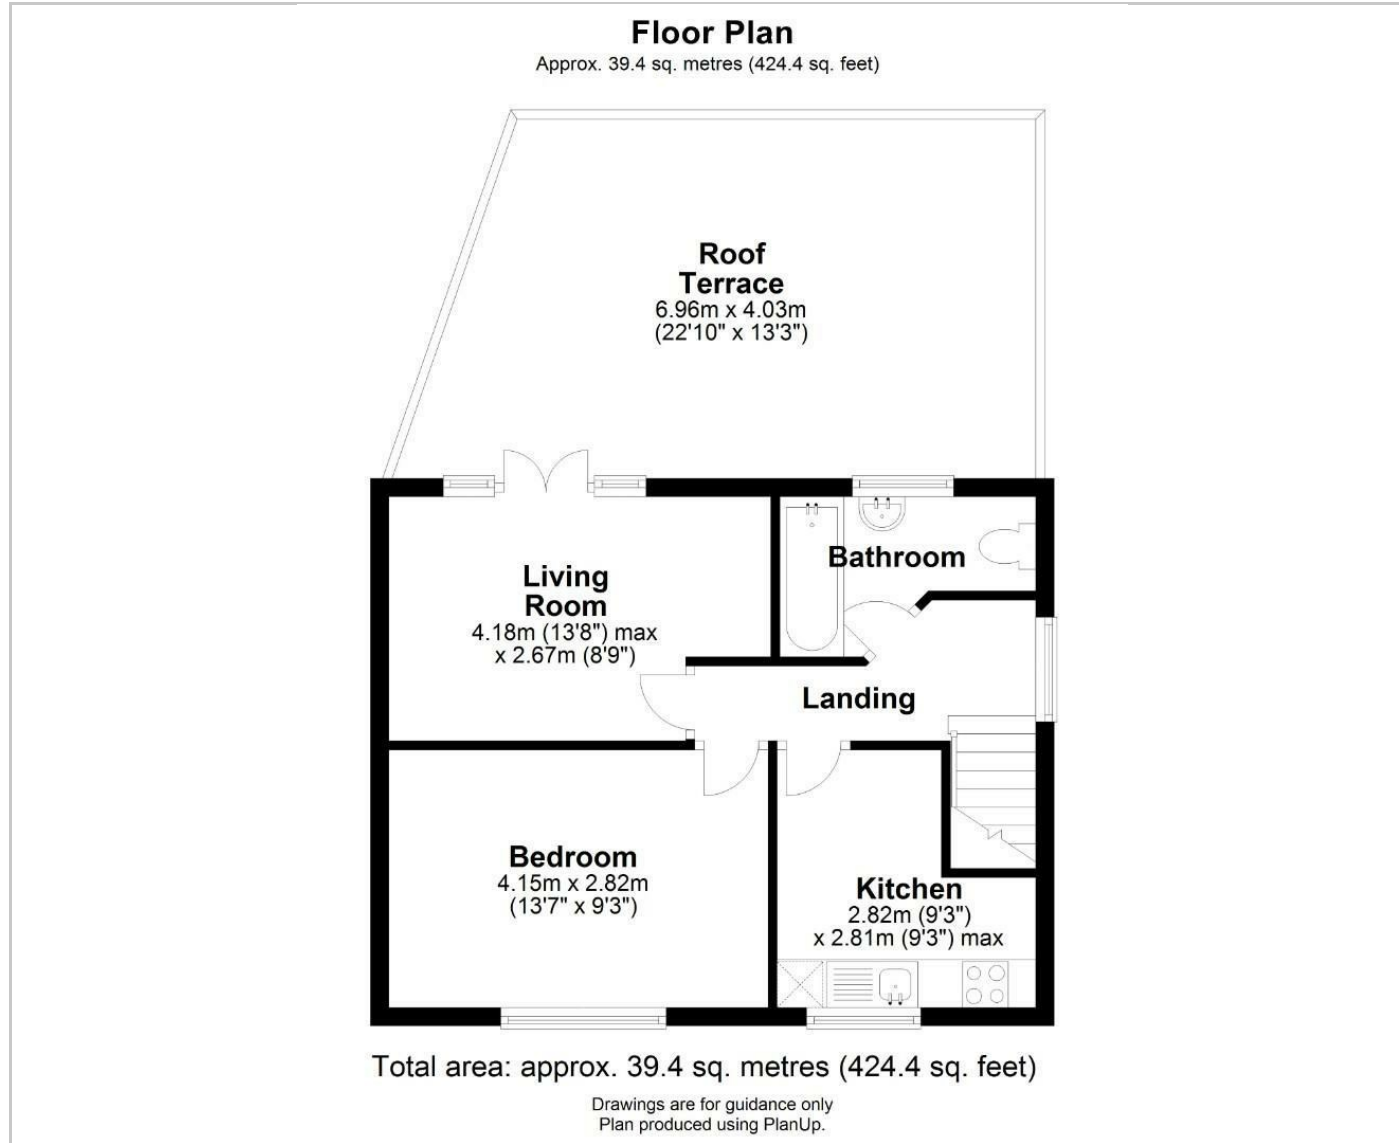 Floor Plan
Approx. 39.4 sq. metres (424.4 sq. feet)
Roof
Terrace
6.96m x 4.03m
(22'10" x 13'3")
Living
Room
4.18m (13'8") max
x 2.67m (8'9")
Bathroom
Landing
Bedroom
4.15m x 2.82m
(13'7" x 9'3")
Kitchen
2.82m (9'3")
x 2.81m (9'3") max
Total area: approx. 39.4 sq. metres (424.4 sq. feet)
Drawings are for guidance only
Plan produced using PlanUp.